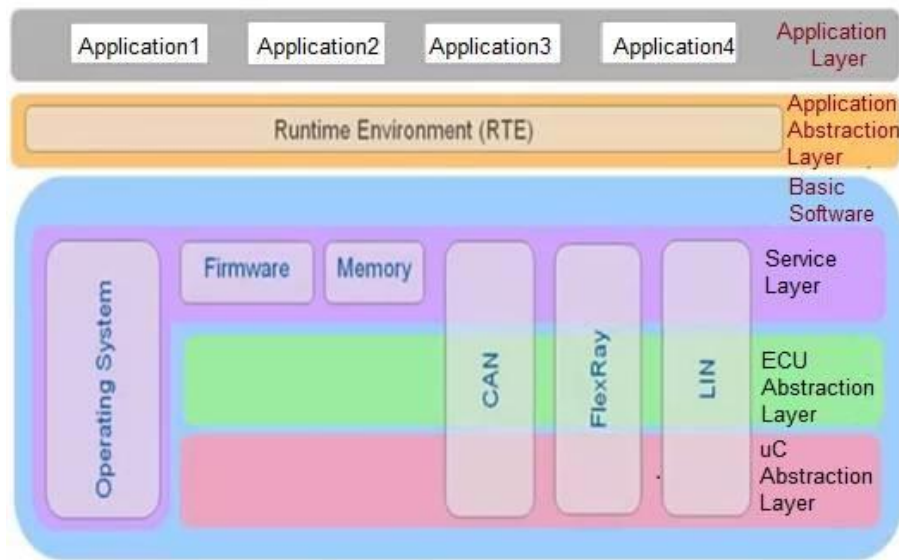 Application1
Application2
Application3
Application4
Application
Layer
Runtime Environment (RTE)
Application
Abstraction
Layer
Basic
Software
Operating System
Firmware
Memory
CAN
FlexRay
LIN
Service
Layer
ECU
Abstraction
Layer
uC
Abstraction
Layer